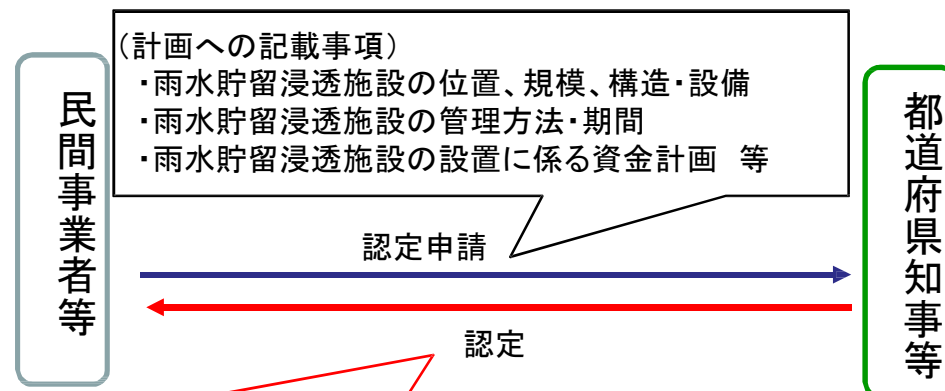 (計画への記載事項)
・雨水貯留浸透施設の位置、規模、構造・設備
・雨水貯留浸透施設の管理方法・期間
・雨水貯留浸透施設の設置に係る資金計画 等
民間事業者等
認定申請
認定
都道府県知事等